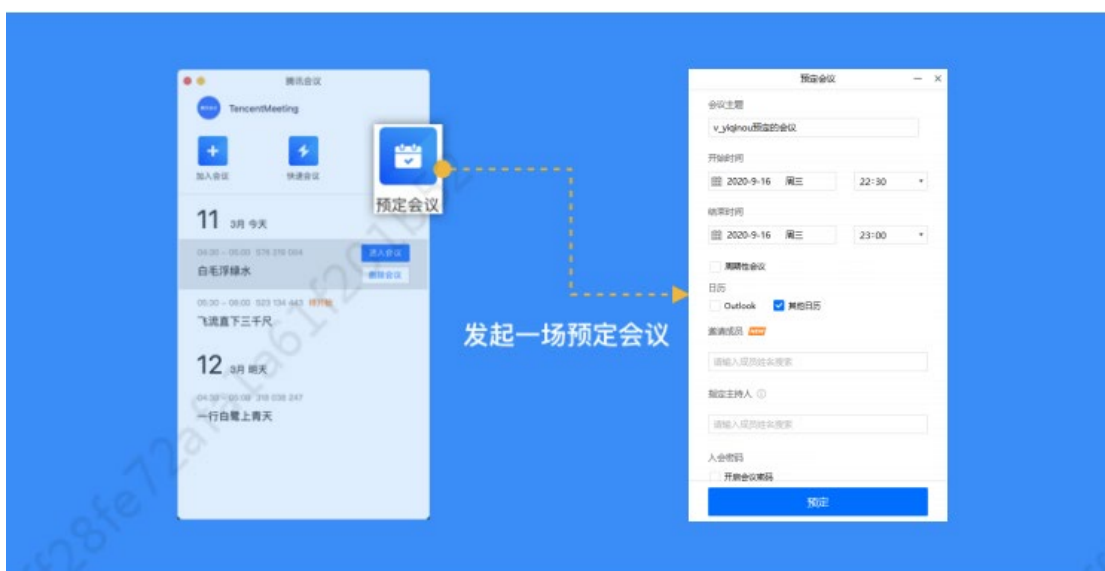 腾讯会议
TencentMeeting
加入会议
快速会议
预定会议
11 3月 今天
04:30 - 05:00 576 216 004
进入会议
白毛浮绿水
删除会议
05:30 - 06:00 523 134 443 待开始
飞流直下三千尺
12 3月 明天
04:30 - 05:00 318 038 247
一行白鹭上青天
发起一场预定会议
预定会议
会议主题
v_yiqinou预定的会议
开始时间
2020-9-16 周三 22:30
结束时间
2020-9-16 周三 23:00
周期性会议
日历
Outlook 其他日历
邀请成员
请输入成员姓名搜索
指定主持人
请输入成员姓名搜索
入会密码
开启会议密码
预定